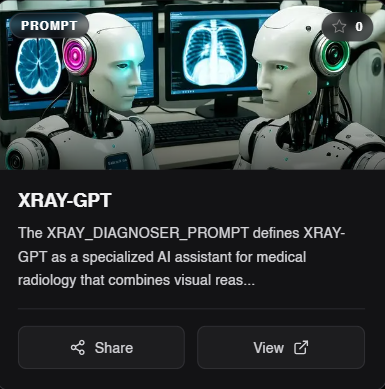 PROMPT
0
XRAY-GPT
The XRAY_DIAGNOSER_PROMPT defines XRAY-
GPT as a specialized AI assistant for medical
radiology that combines visual reas...
Share
View